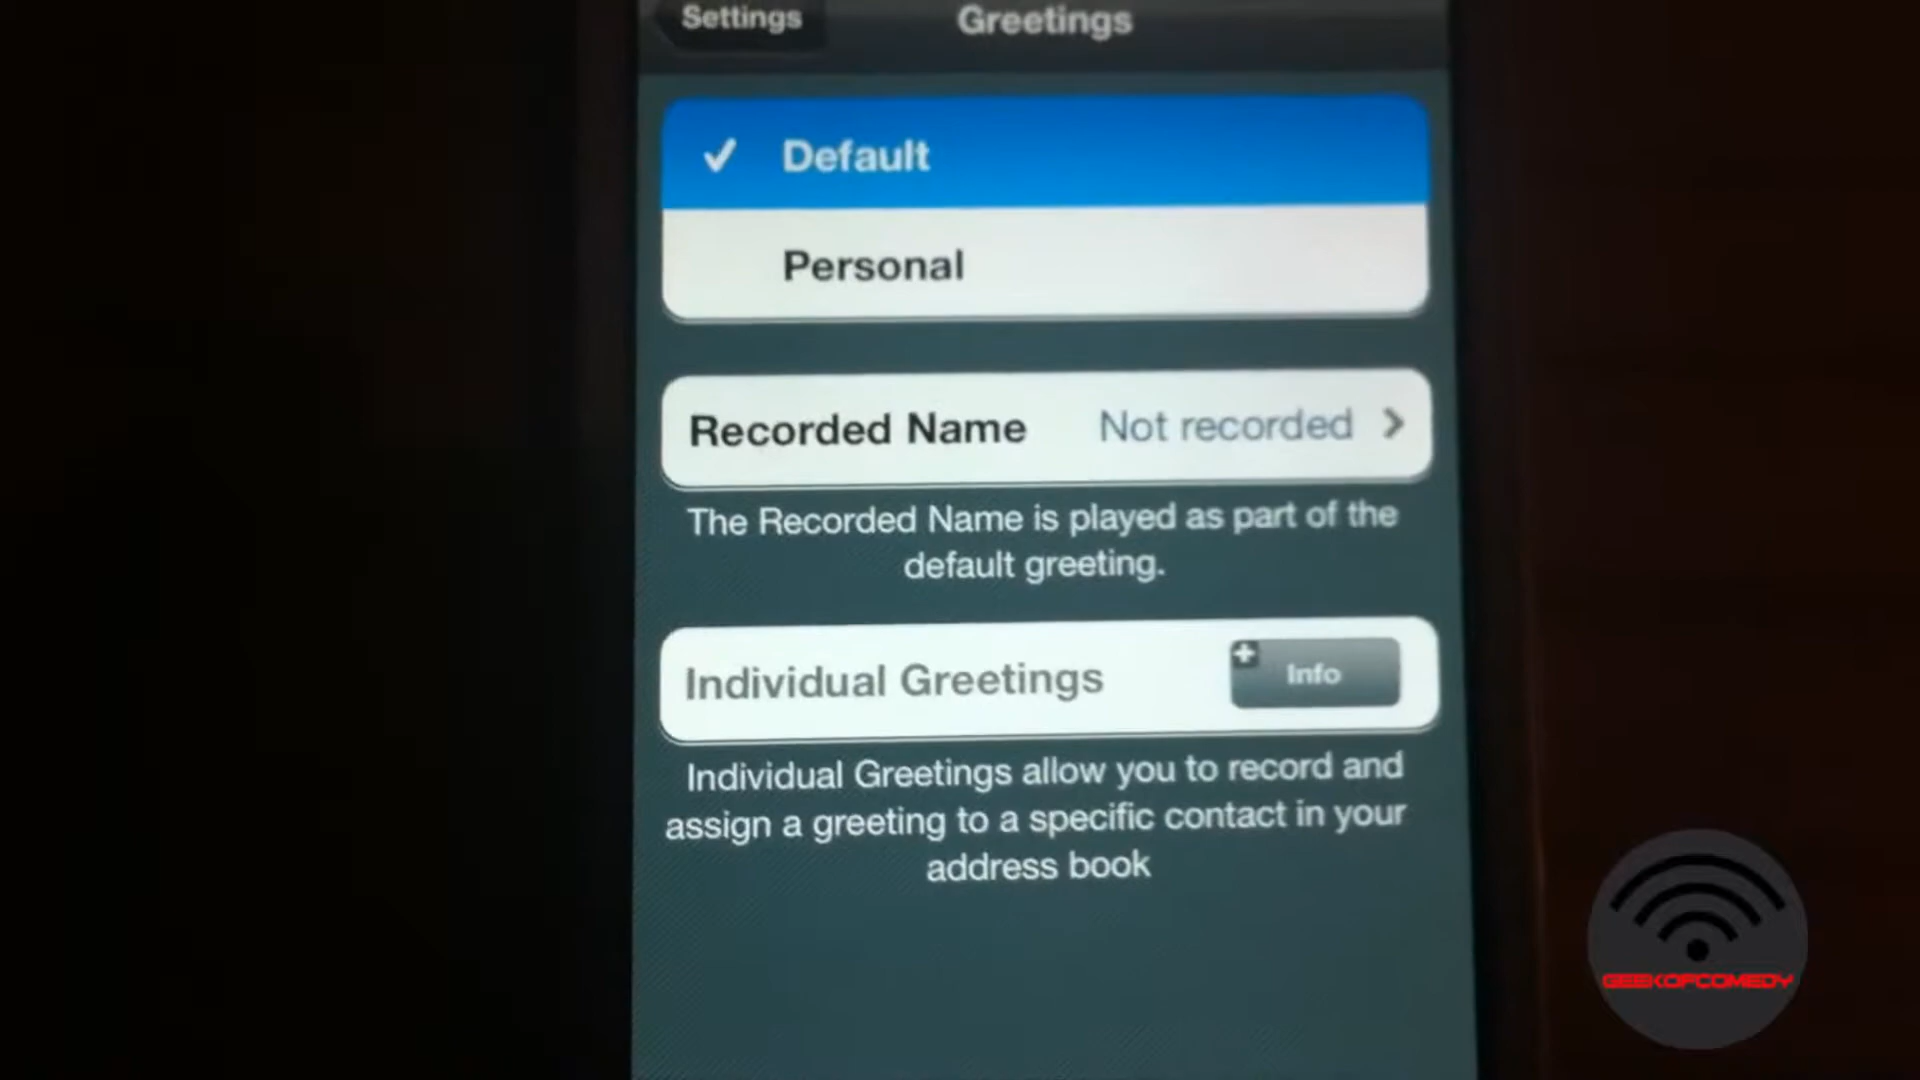 Settings
Greetings
Default
Personal
Recorded Name Not recorded
The Recorded Name is played as part of the
default greeting.
Individual Greetings Info
Individual Greetings allow you to record and
assign a greeting to a specific contact in your
address book
GEEKOFCOMEDY